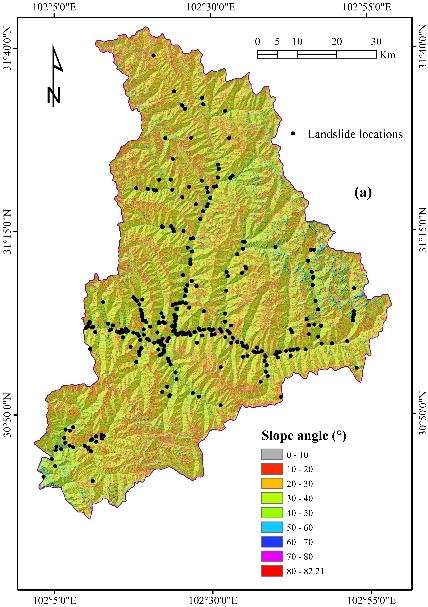 102°5'0"E 102°30'0"E 102°55'0"E
31°40'0"N
31°40'0"N
0 5 10 20 30
Km
N
Landslide locations
(a)
31°15'0"N
31°15'0"N
30°50'0"N
30°50'0"N
Slope angle (°)
0 - 10
10 - 20
20 - 30
30 - 40
40 - 50
50 - 60
60 - 70
70 - 80
80 - 82.21
102°5'0"E 102°30'0"E 102°55'0"E